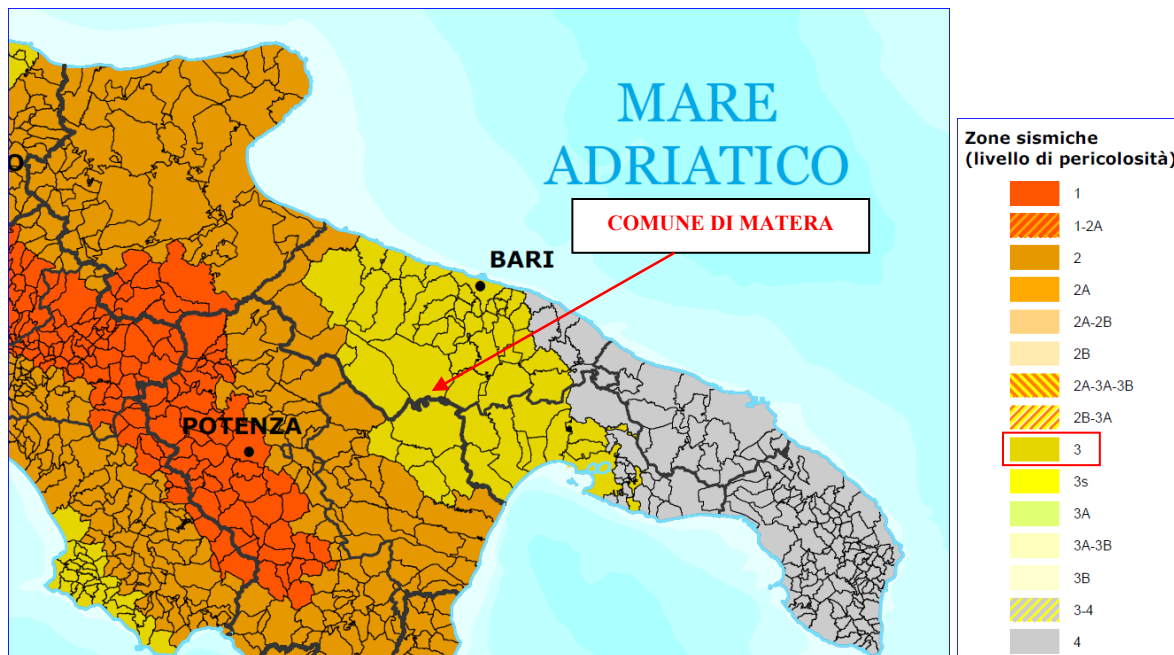 MARE
ADRIATICO
COMUNE DI MATERA
BARI
POTENZA
O
Zone sismiche
(livello di pericolosità)
1
1-2A
2
2A
2A-2B
2B
2A-3A-3B
2B-3A
3
3s
3A
3A-3B
3B
3-4
4